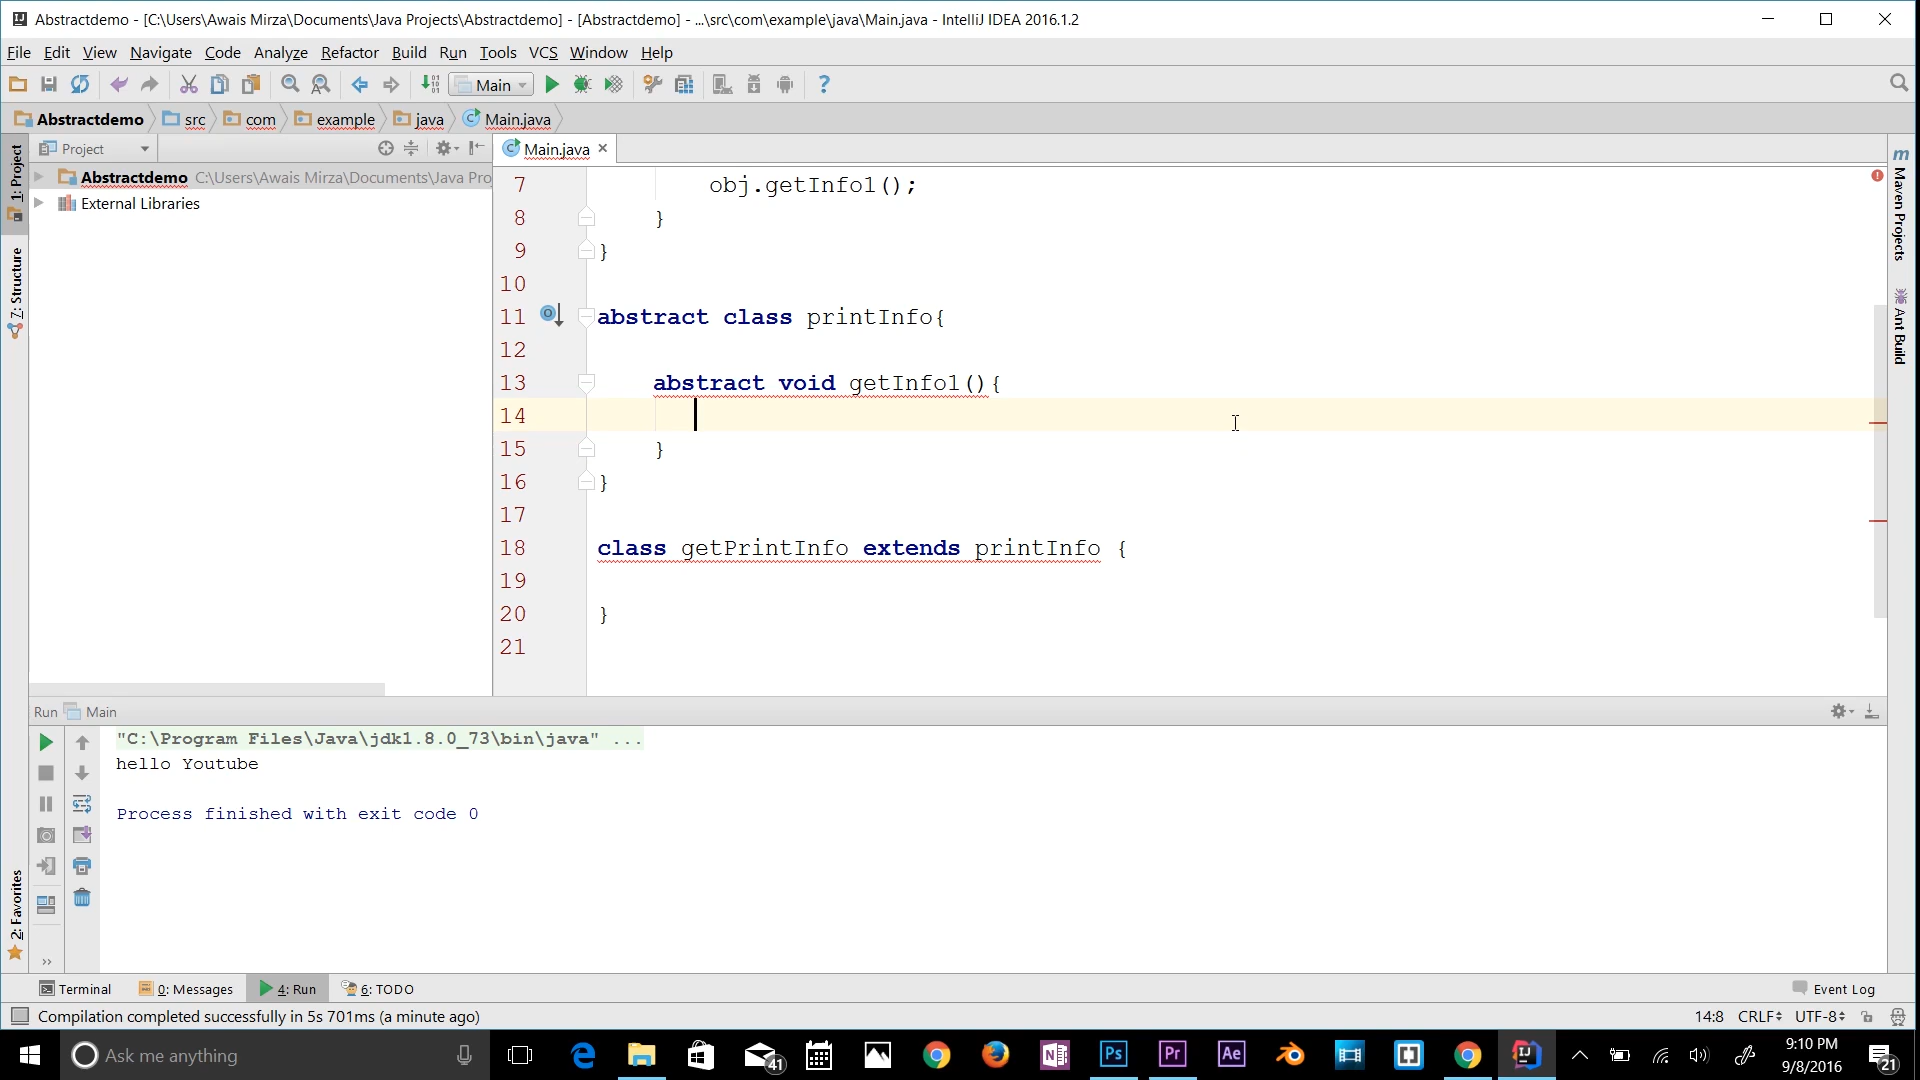 Abstractdemo - [C:\Users\Awais Mirza\Documents\Java Projects\Abstractdemo] - [Abstractdemo] - ...\src\com\example\java\Main.java - IntelliJ IDEA 2016.1.2
File Edit View Navigate Code Analyze Refactor Build Run Tools VCS Window Help
Main
Abstractdemo src com example java Main.java
Project
Main.java
1: Project
7: Structure
2: Favorites
Abstractdemo C:\Users\Awais Mirza\Documents\Java Pro
External Libraries
7 obj.getInfo1();
8 }
9 }
10
11 abstract class printInfo{
12
13 abstract void getInfo1(){
14
15 }
16 }
17
18 class getPrintInfo extends printInfo {
19
20 }
21
Maven Projects
Ant Build
Run Main
"C:\Program Files\Java\jdk1.8.0_73\bin\java" ...
hello Youtube
Process finished with exit code 0
Terminal 0: Messages 4: Run 6: TODO Event Log
Compilation completed successfully in 5s 701ms (a minute ago) 14:8 CRLF UTF-8
Ask me anything
41
Ps Pr Ae
9:10 PM
9/8/2016
21